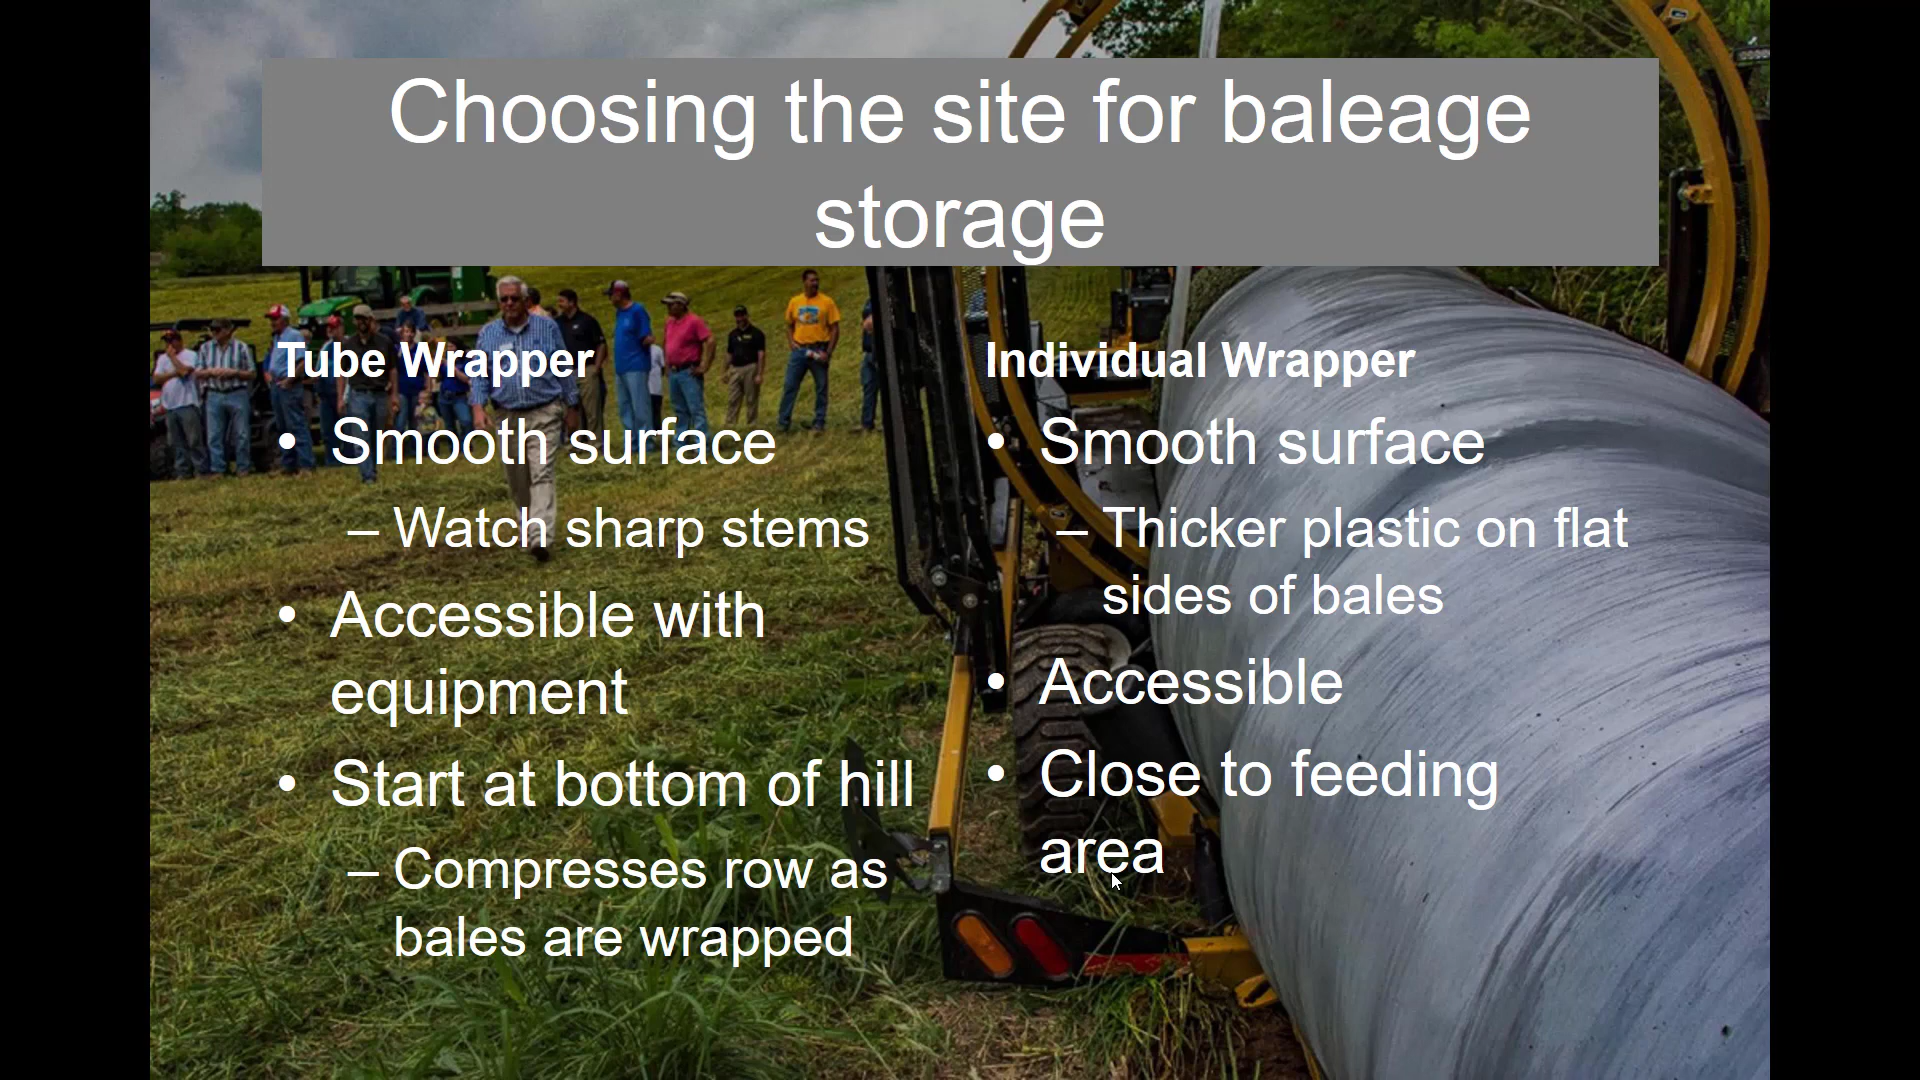 Choosing the site for baleage
storage
Tube Wrapper
• Smooth surface
– Watch sharp stems
• Accessible with
equipment
• Start at bottom of hill
– Compresses row as
bales are wrapped
Individual Wrapper
• Smooth surface
– Thicker plastic on flat
sides of bales
• Accessible
• Close to feeding
area